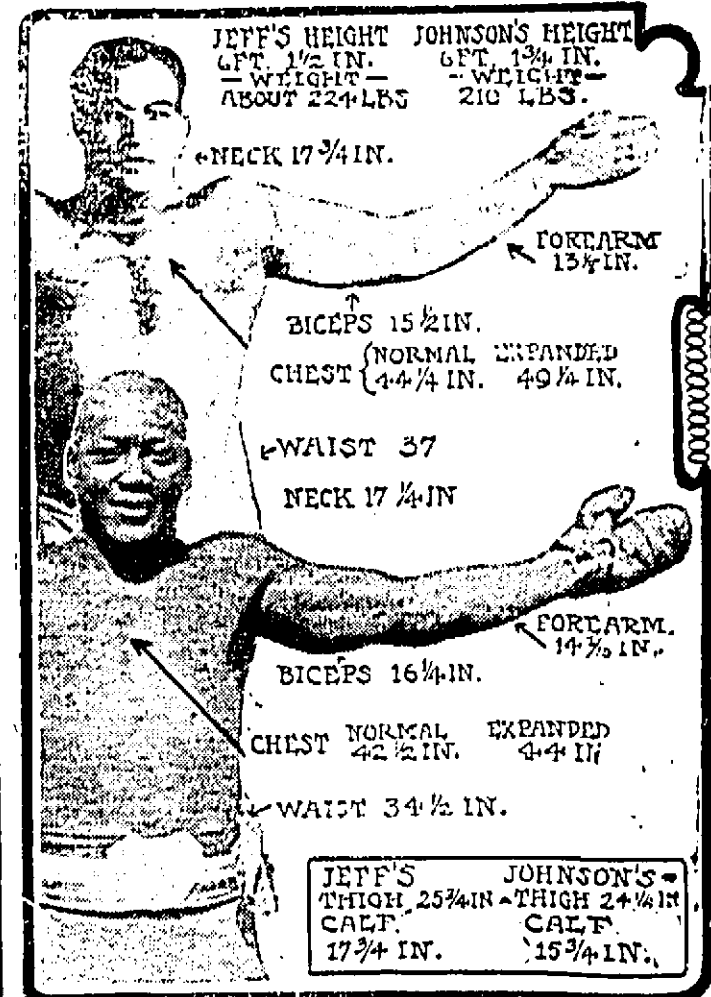 JEFF'S HEIGHT
6FT. 1½ IN.
— WEIGHT —
ABOUT 224 LBS
JOHNSON'S HEIGHT
6FT. 1¾ IN.
— WEIGHT —
210 LBS.
NECK 17¾ IN.
FOREARM
IN.
BICEPS 15½ IN.
CHEST { NORMAL EXPANDED
44¼ IN. 49¼ IN.
WAIST 37
NECK 17¼ IN
FOREARM.
IN.
BICEPS 16¼ IN.
CHEST NORMAL EXPANDED
42½ IN. 44 IN
WAIST 34½ IN.
JEFF'S
THIGH 25¾ IN
CALF.
17¾ IN.
JOHNSON'S
THIGH 24¼ IN
CALF
15¾ IN.